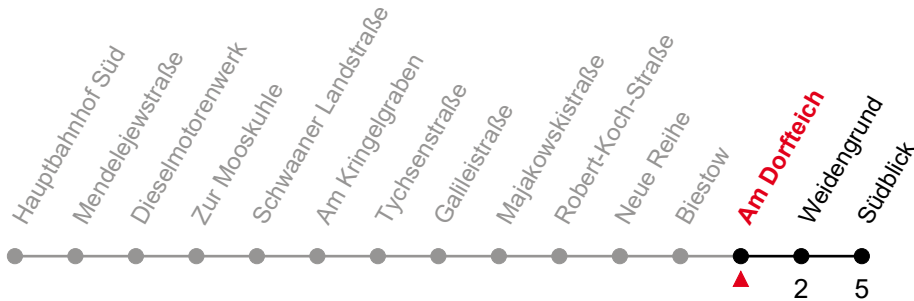 Hauptbahnhof Süd
Mendelejewstraße
Dieselmotorenwerk
Zur Mooskuhle
Schwaaner Landstraße
Am Kringelgraben
Tychsenstraße
Galileistraße
Majakowskistraße
Robert-Koch-Straße
Neue Reihe
Biestow
Am Dorfteich
Weidengrund
Südblick
2
5